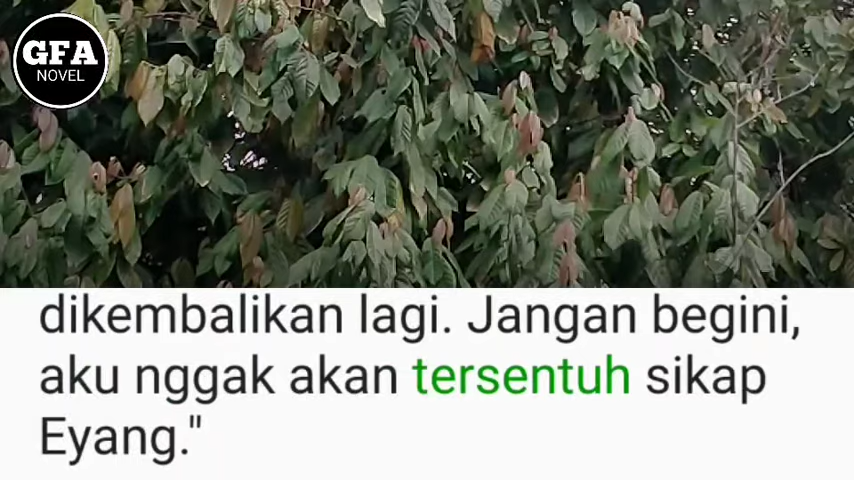 GFA
NOVEL
dikembalikan lagi. Jangan begini,
aku nggak akan tersentuh sikap
Eyang."